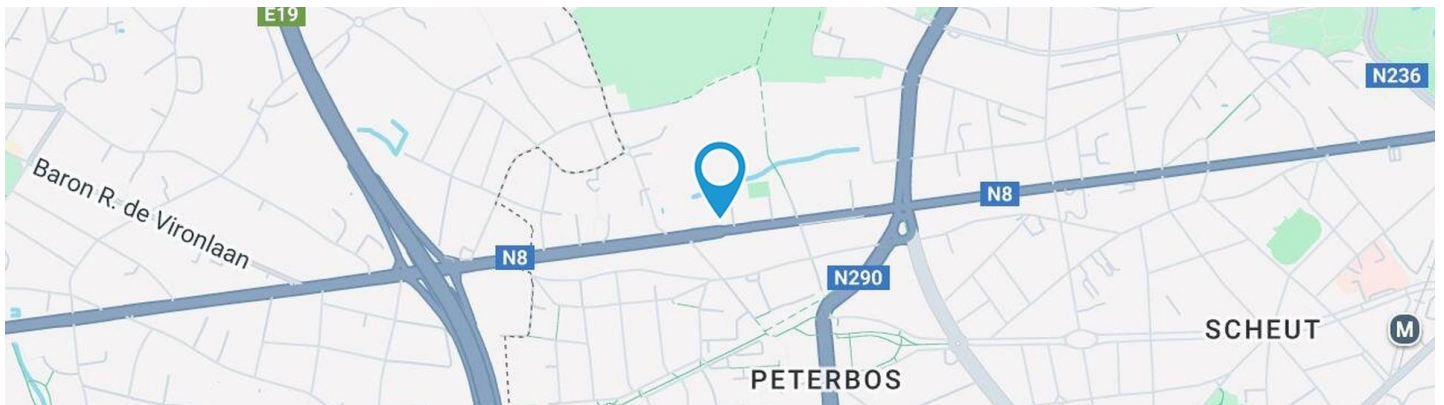 E19
N236
Baron R. de Vironlaan
N8
N8
N290
SCHEUT
M
PETERBOS